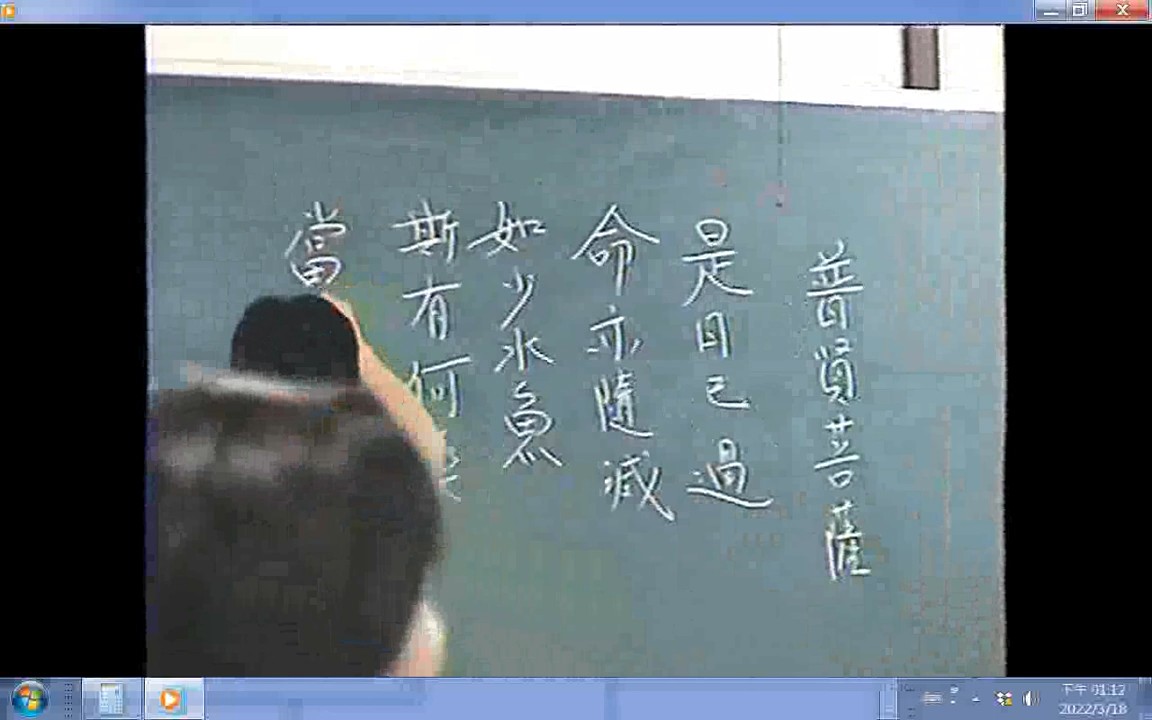 普賢菩薩
是日已過
命亦隨減
如少水魚
斯有何
當
下午 01:12
2022/3/18